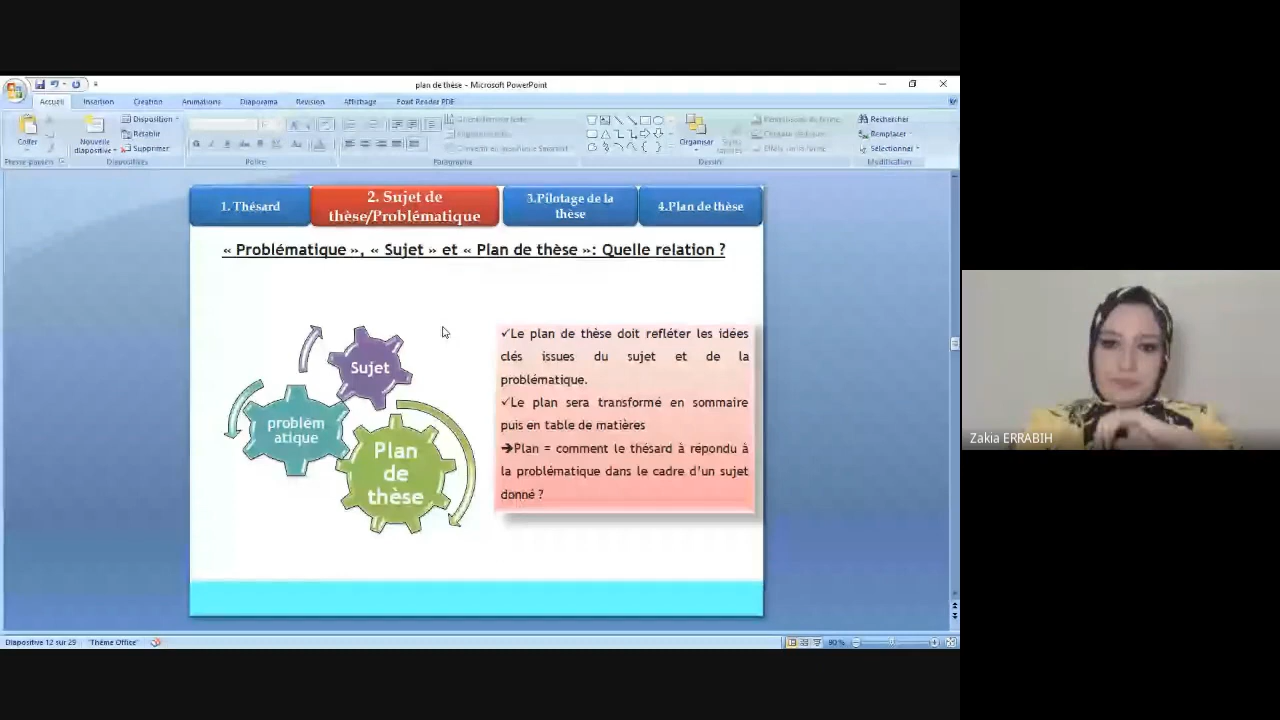 plan de thèse - Microsoft PowerPoint
Accueil Insertion Création Animations Diaporama Révision Affichage Foxit Reader PDF
Coller
Nouvelle diapositive
Disposition
Rétablir
Supprimer
Organiser
Rechercher
Remplacer
Sélectionner
Presse-papiers Diapositives Police Paragraphe Dessin Modification
1. Thésard
2. Sujet de
thèse/Problématique
3.Pilotage de la
thèse
4.Plan de thèse
« Problématique », « Sujet » et « Plan de thèse »: Quelle relation ?
Sujet
problém
atique
Plan
de
thèse
✓Le plan de thèse doit refléter les idées
clés issues du sujet et de la
problématique.
✓Le plan sera transformé en sommaire
puis en table de matières
➔Plan = comment le thésard à répondu à
la problématique dans le cadre d'un sujet
donné ?
Zakia ERRABIH
Diapositive 12 sur 29 "Thème Office" 90%